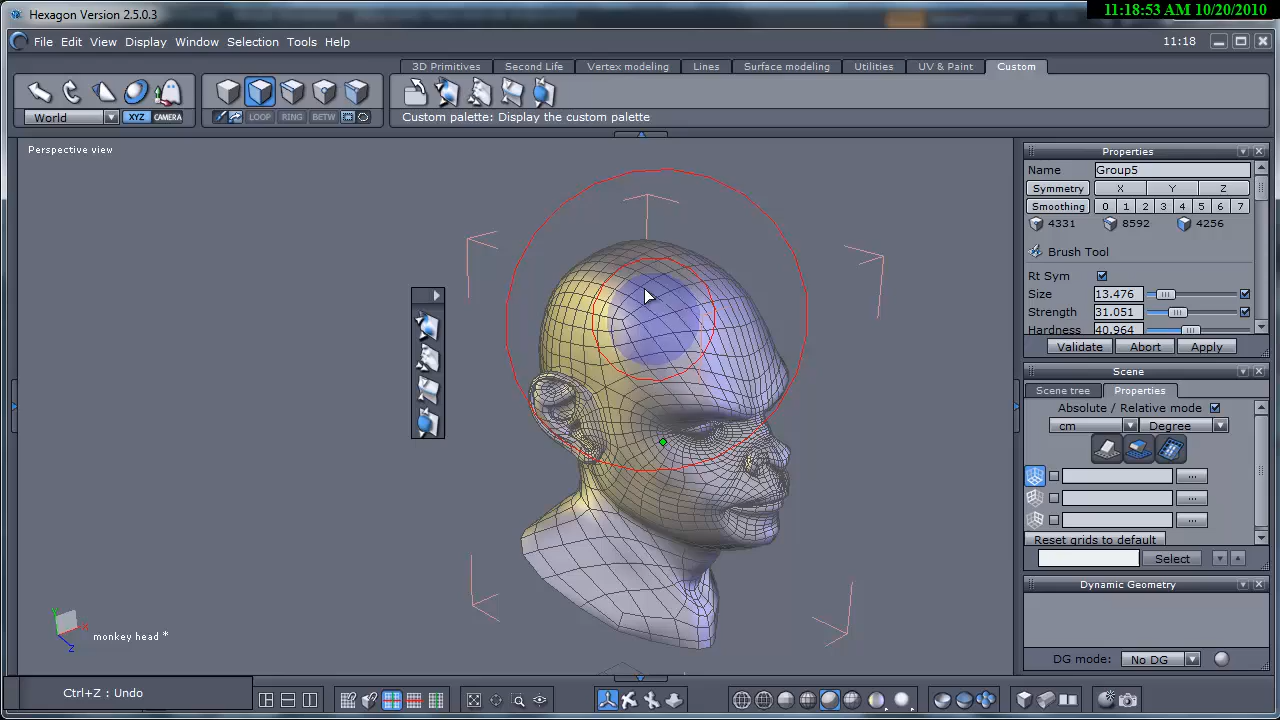 Hexagon Version 2.5.0.3
11:18:53 AM 10/20/2010
File Edit View Display Window Selection Tools Help
11:18
3D Primitives Second Life Vertex modeling Lines Surface modeling Utilities UV & Paint Custom
World XYZ CAMERA LOOP RING BETW
Custom palette: Display the custom palette
Perspective view
Properties
Name Group5
Symmetry X Y Z
Smoothing 0 1 2 3 4 5 6 7
4331 8592 4256
Brush Tool
Rt Sym
Size 13.476
Strength 31.051
Hardness 40.964
Validate Abort Apply
Scene
Scene tree Properties
Absolute / Relative mode
cm Degree
...
...
...
Reset grids to default
Select
Dynamic Geometry
DG mode: No DG
Y
X
Z
monkey head *
Ctrl+Z : Undo